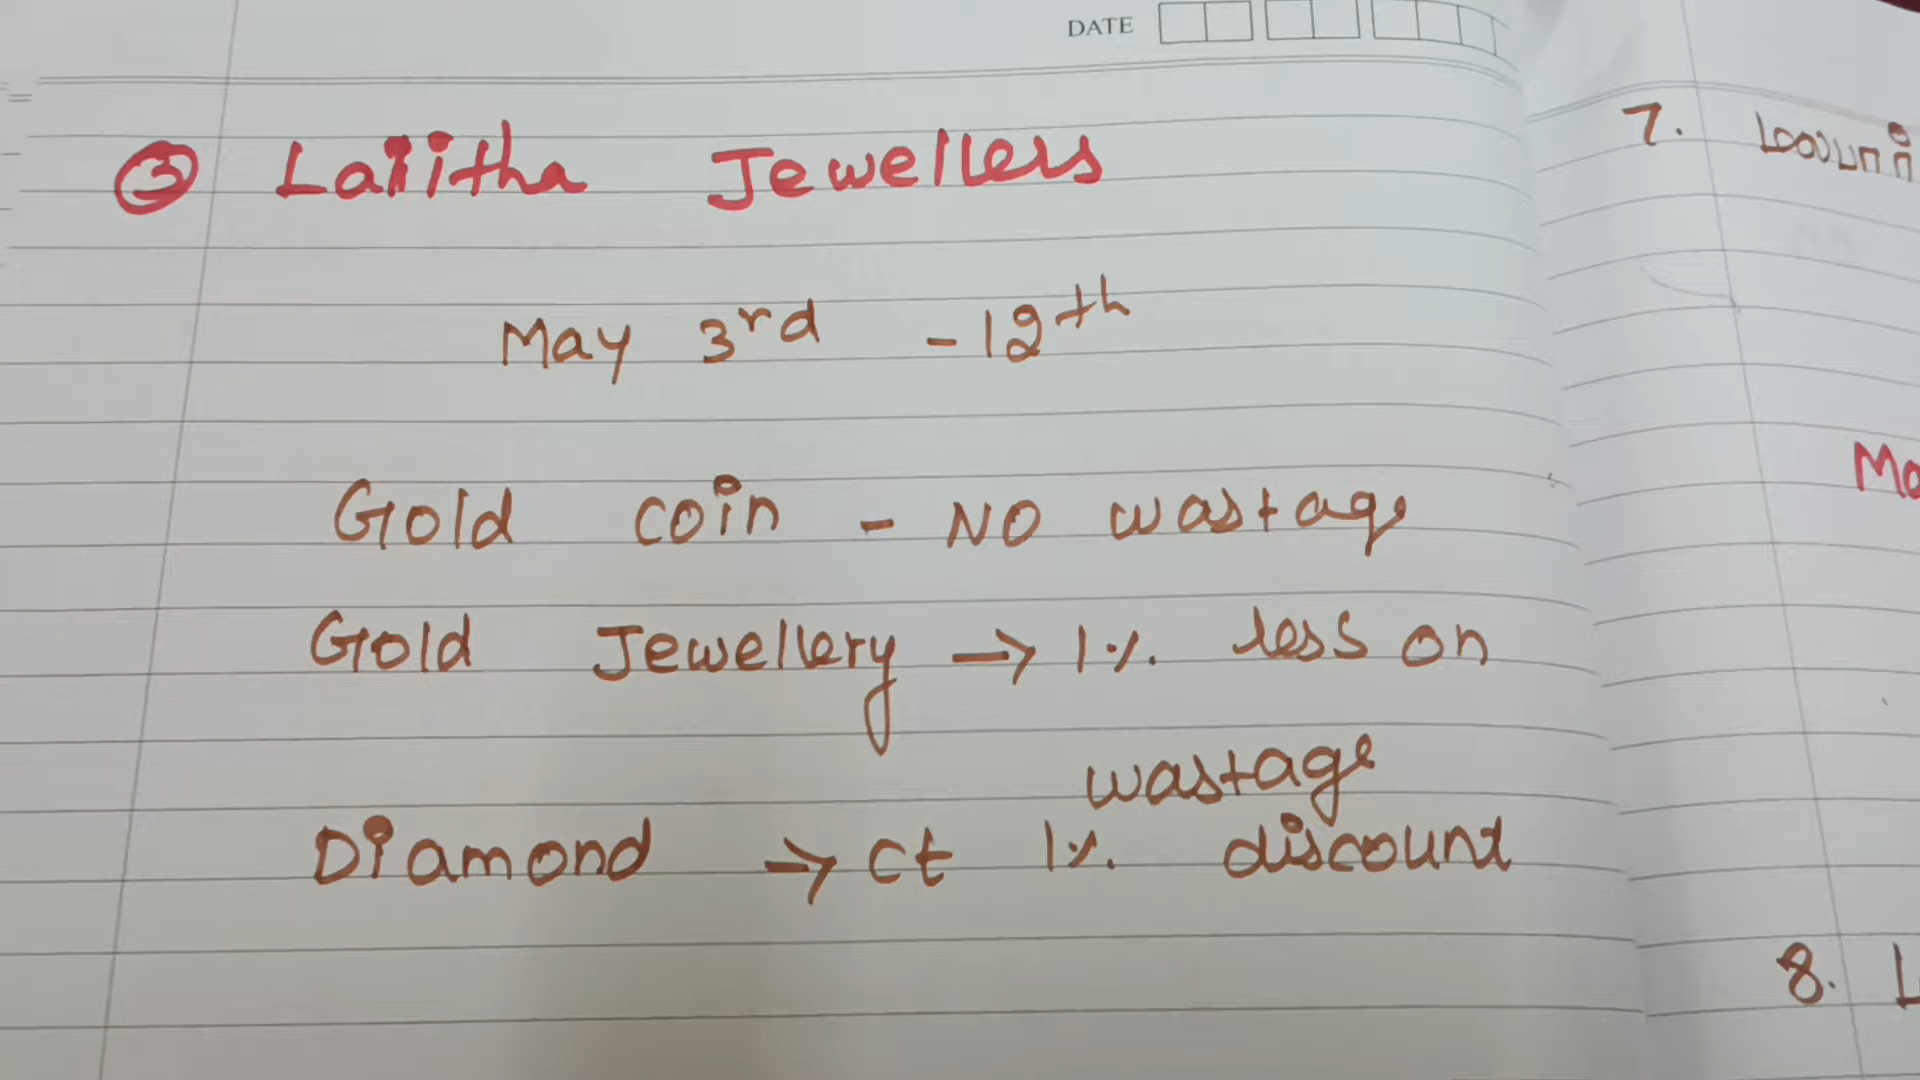 DATE
③ Lalitha Jewellers
May 3rd - 12th
Gold coin - NO wastage
Gold Jewellery → 1%. less on
wastage
Diamond → ct 1%. discount
7.
8.